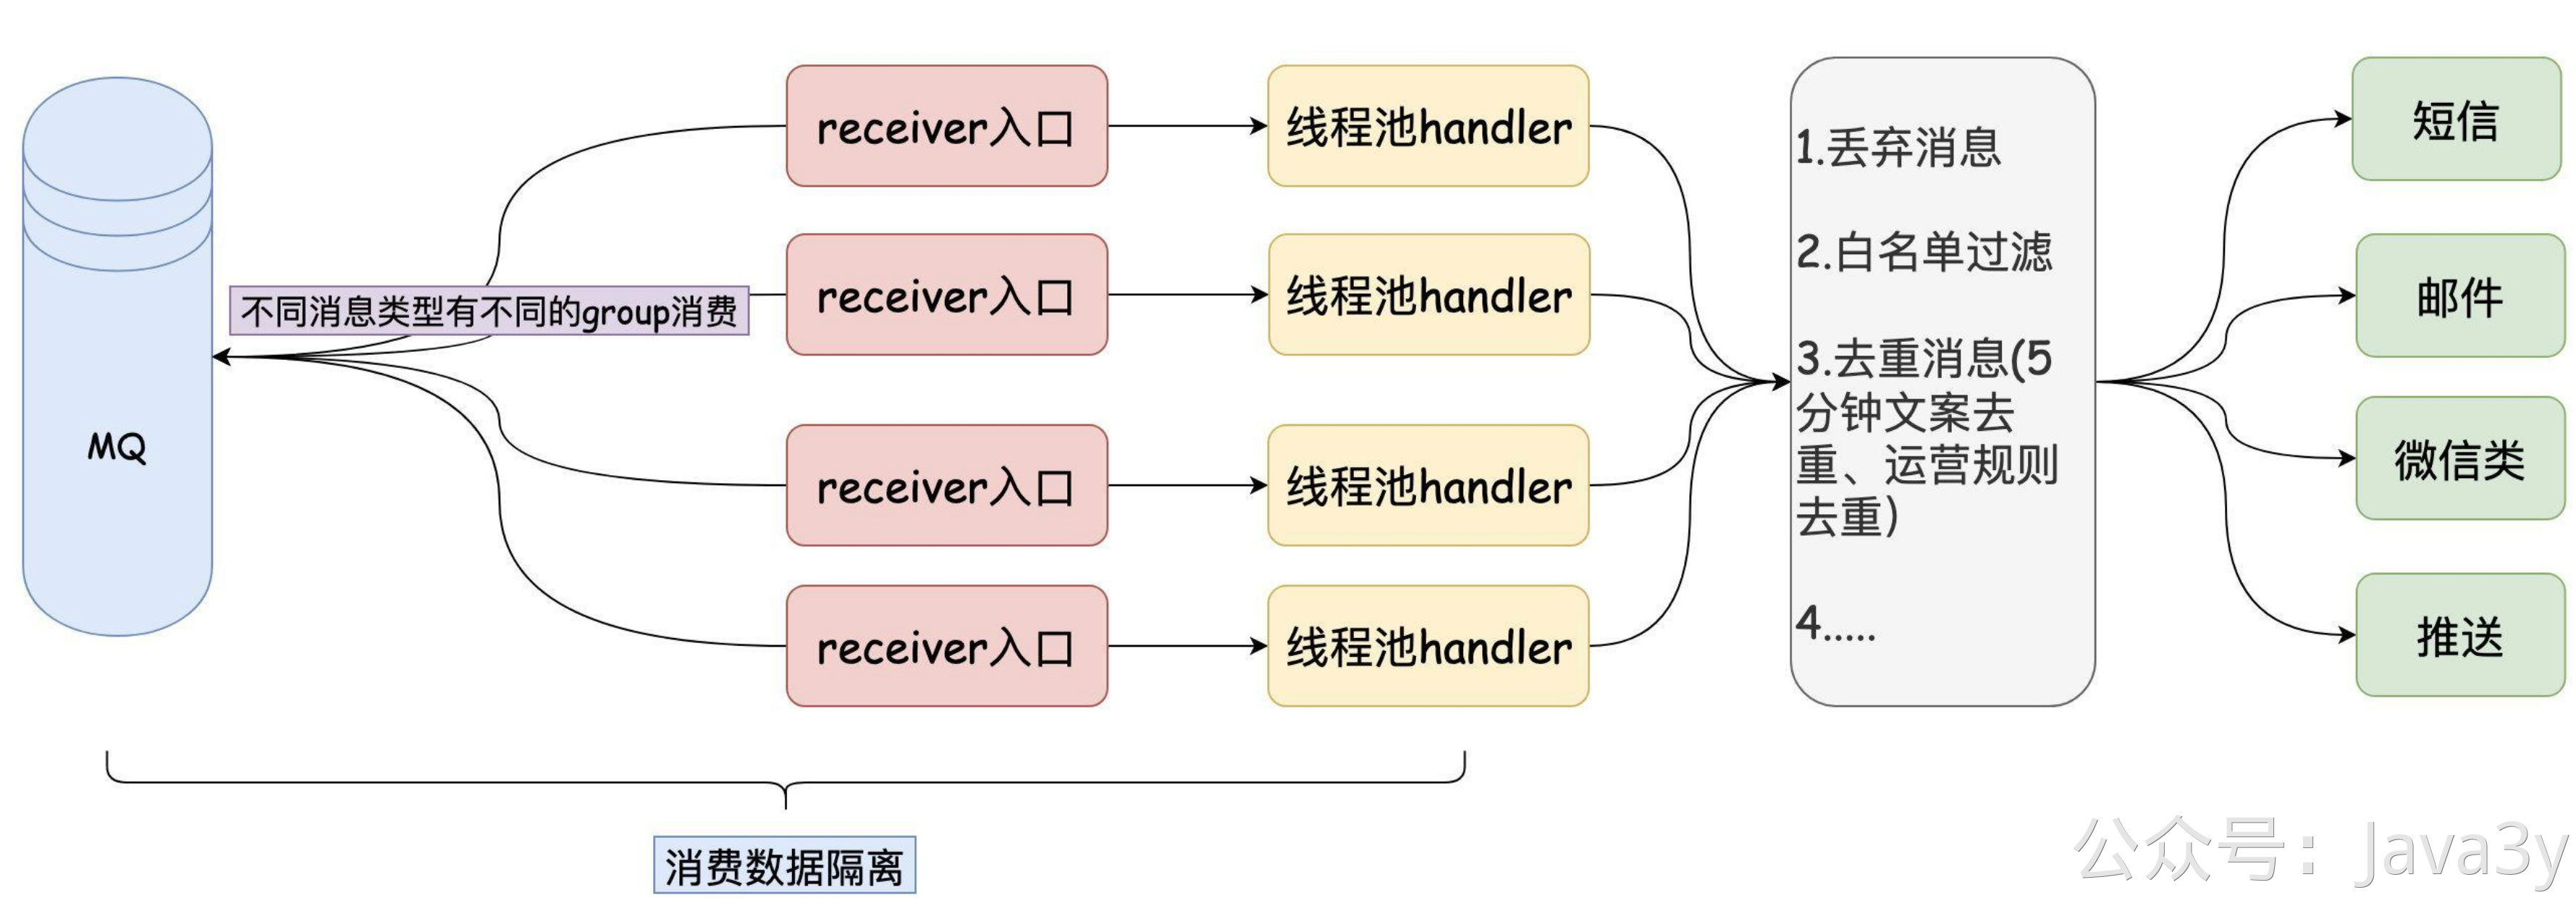 MQ
不同消息类型有不同的group消费
receiver入口
线程池handler
receiver入口
线程池handler
receiver入口
线程池handler
receiver入口
线程池handler
1.丢弃消息
2.白名单过滤
3.去重消息(5
分钟文案去
重、运营规则
去重)
4.....
短信
邮件
微信类
推送
消费数据隔离
公众号：Java3y